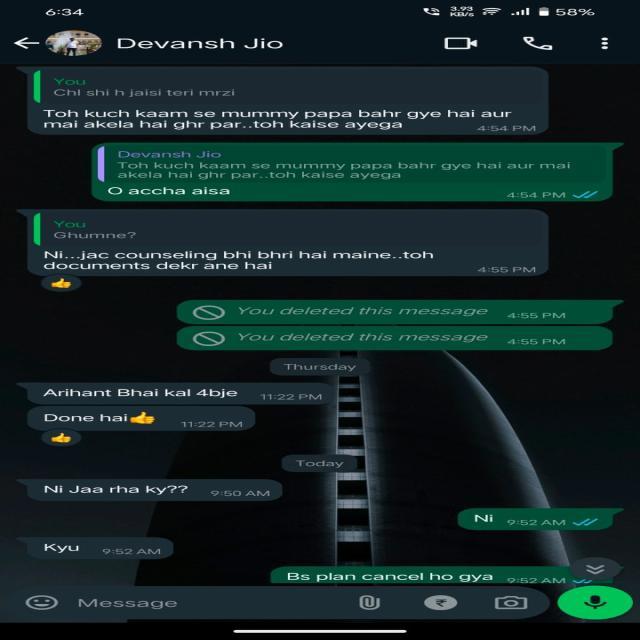 6:34
3.93 KB/s
58%
Devansh Jio
You
Chl shi h jaisi teri mrzi
Toh kuch kaam se mummy papa bahr gye hai aur
mai akela hai ghr par..toh kaise ayega
4:54 PM
Devansh Jio
Toh kuch kaam se mummy papa bahr gye hai aur mai
akela hai ghr par..toh kaise ayega
O accha aisa
4:54 PM
You
Ghumne?
Ni...jac counseling bhi bhri hai maine..toh
documents dekr ane hai
4:55 PM
You deleted this message 4:55 PM
You deleted this message 4:55 PM
Thursday
Arihant Bhai kal 4bje 11:22 PM
Done hai👍 11:22 PM
Today
Ni Jaa rha ky?? 9:50 AM
Ni 9:52 AM
Kyu 9:52 AM
Bs plan cancel ho gya 9:52 AM
Message